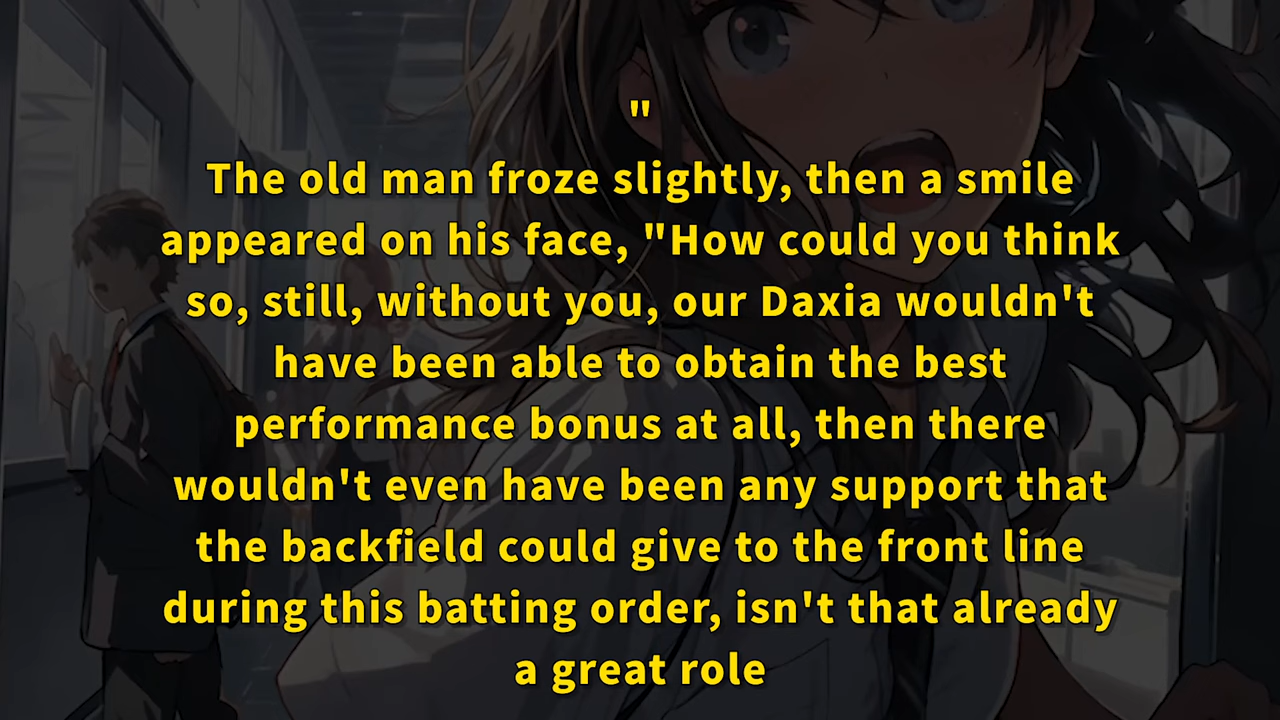 "
The old man froze slightly, then a smile
appeared on his face, "How could you think
so, still, without you, our Daxia wouldn't
have been able to obtain the best
performance bonus at all, then there
wouldn't even have been any support that
the backfield could give to the front line
during this batting order, isn't that already
a great role